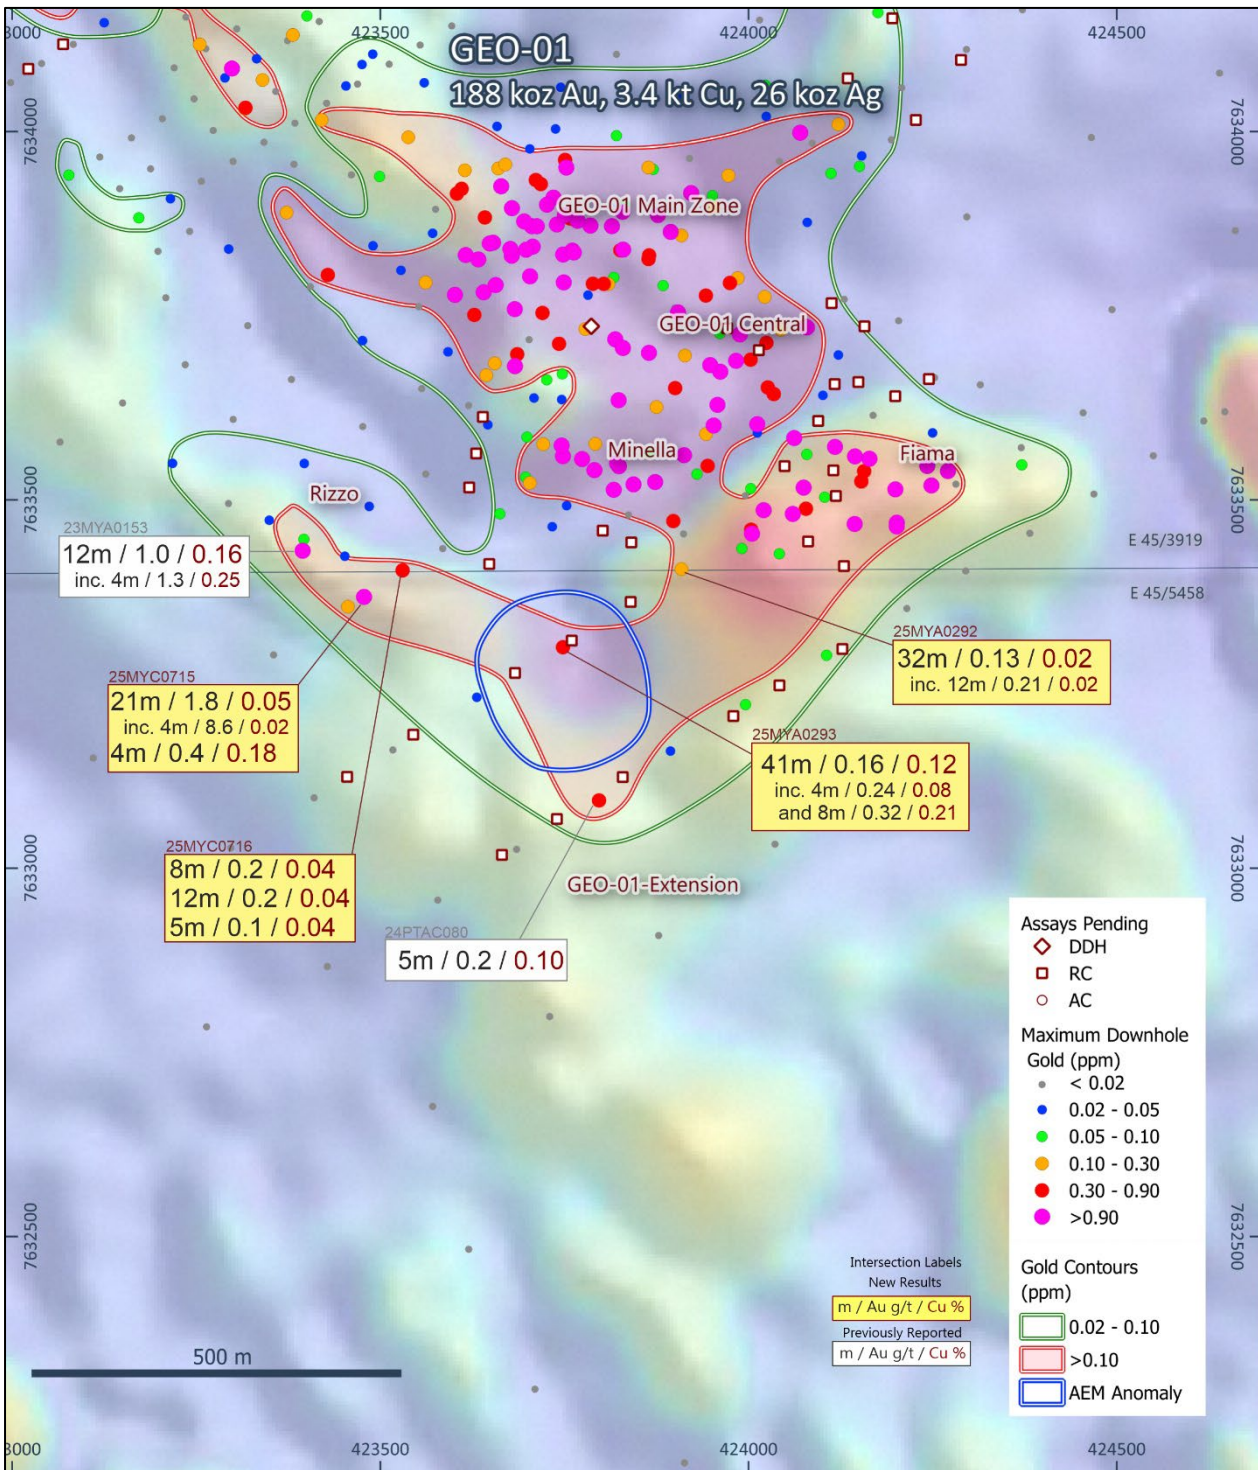 3000
423500
424000
424500
GEO-01
188 koz Au, 3.4 kt Cu, 26 koz Ag
7634000
7634000
GEO-01 Main Zone
GEO-01 Central
Minella
Fiama
Rizzo
7633500
7633500
23MYA0153
12m / 1.0 / 0.16
inc. 4m / 1.3 / 0.25
E 45/3919
E 45/5458
25MYA0292
32m / 0.13 / 0.02
inc. 12m / 0.21 / 0.02
25MYC0715
21m / 1.8 / 0.05
inc. 4m / 8.6 / 0.02
4m / 0.4 / 0.18
25MYA0293
41m / 0.16 / 0.12
inc. 4m / 0.24 / 0.08
and 8m / 0.32 / 0.21
25MYC0716
8m / 0.2 / 0.04
12m / 0.2 / 0.04
5m / 0.1 / 0.04
7633000
7633000
GEO-01-Extension
24PTAC080
5m / 0.2 / 0.10
Assays Pending
DDH
RC
AC
Maximum Downhole
Gold (ppm)
< 0.02
0.02 - 0.05
0.05 - 0.10
0.10 - 0.30
0.30 - 0.90
>0.90
7632500
7632500
Intersection Labels
New Results
m / Au g/t / Cu %
Previously Reported
m / Au g/t / Cu %
Gold Contours
(ppm)
0.02 - 0.10
>0.10
AEM Anomaly
500 m
3000
423500
424000
424500